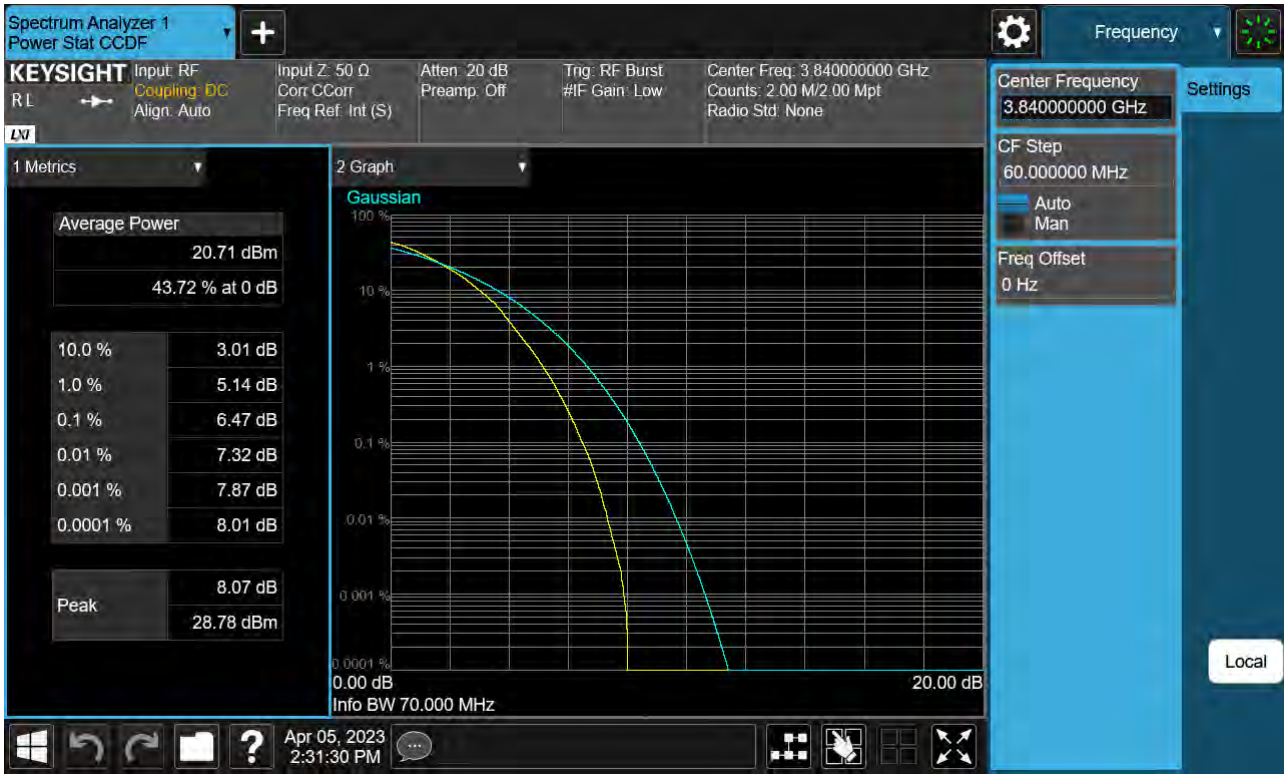 Spectrum Analyzer 1
Power Stat CCDF
Frequency
KEYSIGHT
RL
LXI
Input: RF
Coupling: DC
Align: Auto
Input Z: 50 Ω
Corr CCorr
Freq Ref: Int (S)
Atten: 20 dB
Preamp: Off
Trig: RF Burst
#IF Gain: Low
Center Freq: 3.840000000 GHz
Counts: 2.00 M/2.00 Mpt
Radio Std: None
Center Frequency
3.840000000 GHz
Settings
CF Step
60.000000 MHz
Auto
Man
Freq Offset
0 Hz
1 Metrics
Average Power
20.71 dBm
43.72 % at 0 dB
10.0 % 3.01 dB
1.0 % 5.14 dB
0.1 % 6.47 dB
0.01 % 7.32 dB
0.001 % 7.87 dB
0.0001 % 8.01 dB
Peak
8.07 dB
28.78 dBm
2 Graph
Gaussian
100 %
10 %
1 %
0.1 %
0.01 %
0.001 %
0.0001 %
0.00 dB
20.00 dB
Info BW 70.000 MHz
Local
?
Apr 05, 2023
2:31:30 PM